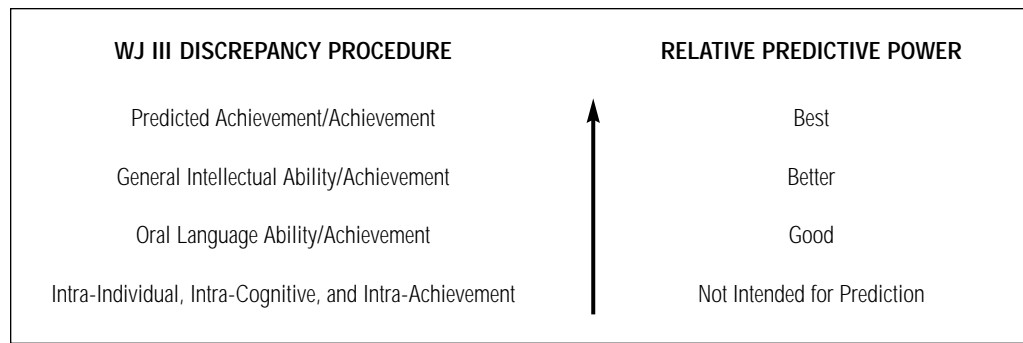 WJ III DISCREPANCY PROCEDURE RELATIVE PREDICTIVE POWER
Predicted Achievement/Achievement Best
General Intellectual Ability/Achievement Better
Oral Language Ability/Achievement Good
Intra-Individual, Intra-Cognitive, and Intra-Achievement Not Intended for Prediction